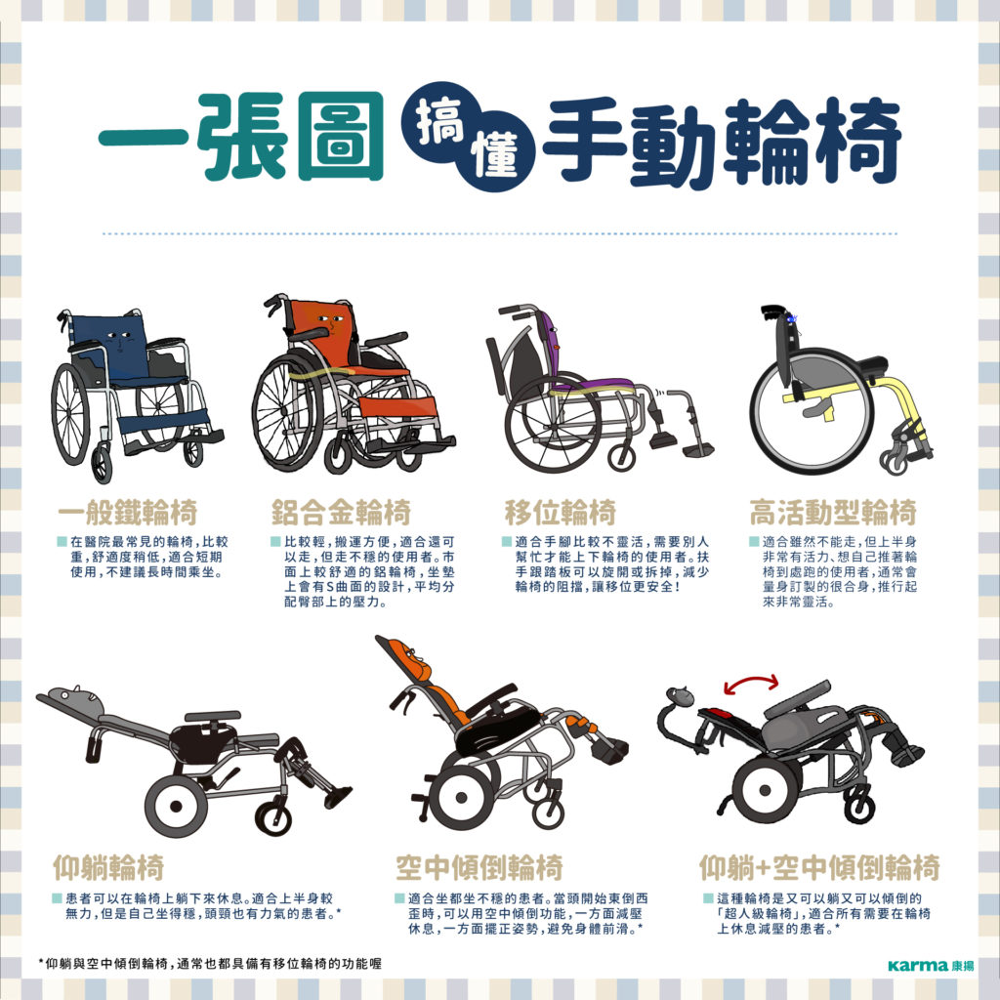 一張圖 搞懂 手動輪椅
一般鐵輪椅
在醫院最常見的輪椅，比較
重，舒適度稍低，適合短期
使用，不建議長時間乘坐。
鋁合金輪椅
比較輕，搬運方便，適合還可
以走，但走不穩的使用者。市
面上較舒適的鋁輪椅，坐墊
上會有S曲面的設計，平均分
配臀部上的壓力。
移位輪椅
適合手腳比較不靈活，需要別人
幫忙才能上下輪椅的使用者。扶
手跟踏板可以旋開或拆掉，減少
輪椅的阻擋，讓移位更安全！
高活動型輪椅
適合雖然不能走，但上半身
非常有活力、想自己推著輪
椅到處跑的使用者，通常會
量身訂製的很合身，推行起
來非常靈活。
仰躺輪椅
患者可以在輪椅上躺下來休息。適合上半身較
無力，但是自己坐得穩，頭頸也有力氣的患者。*
空中傾倒輪椅
適合坐都坐不穩的患者。當頭開始東倒西
歪時，可以用空中傾倒功能，一方面減壓
休息，一方面擺正姿勢，避免身體前滑。*
仰躺+空中傾倒輪椅
這種輪椅是又可以躺又可以傾倒的
「超人級輪椅」，適合所有需要在輪椅
上休息減壓的患者。*
*仰躺與空中傾倒輪椅，通常也都具備有移位輪椅的功能喔
Karma 康揚